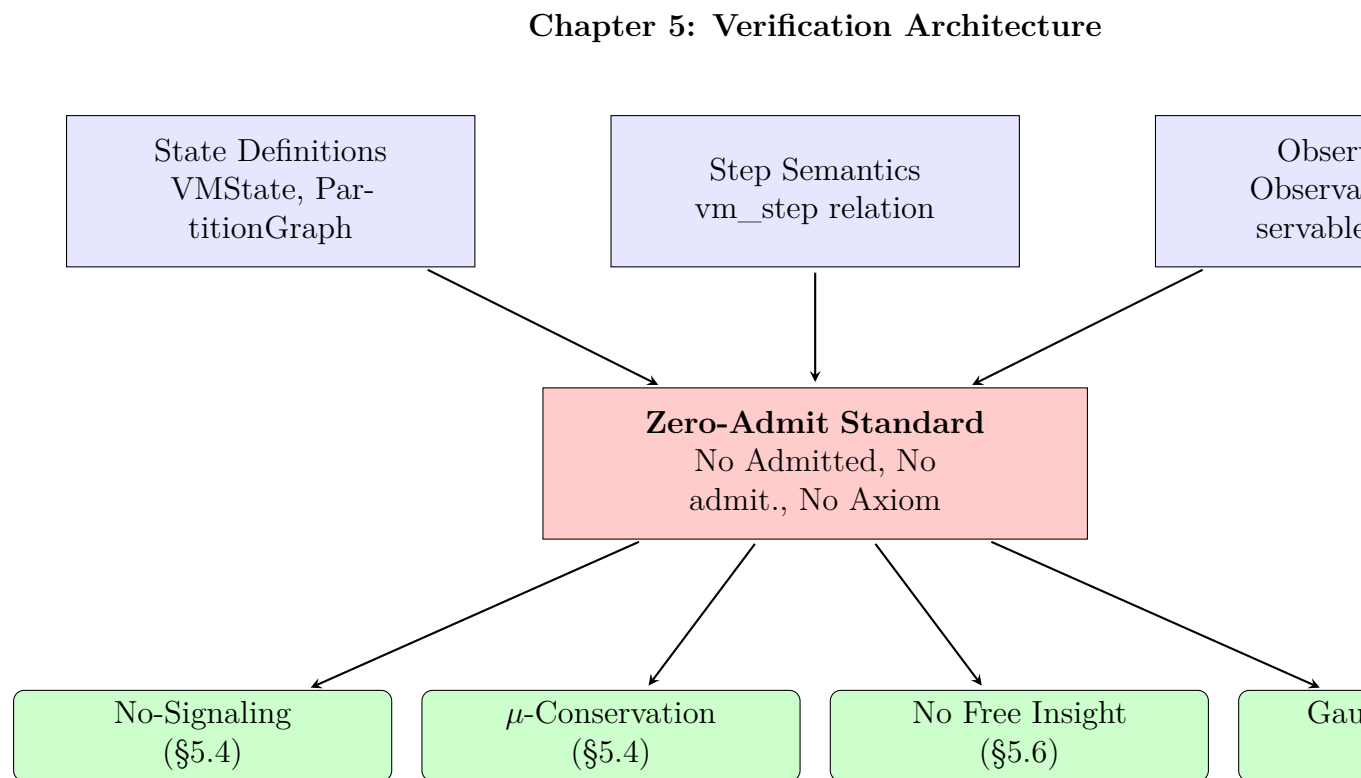 Chapter 5: Verification Architecture
State Definitions
VMState, Par-
titionGraph
Step Semantics
vm_step relation
Zero-Admit Standard
No Admitted, No
admit., No Axiom
No-Signaling
(§5.4)
μ-Conservation
(§5.4)
No Free Insight
(§5.6)